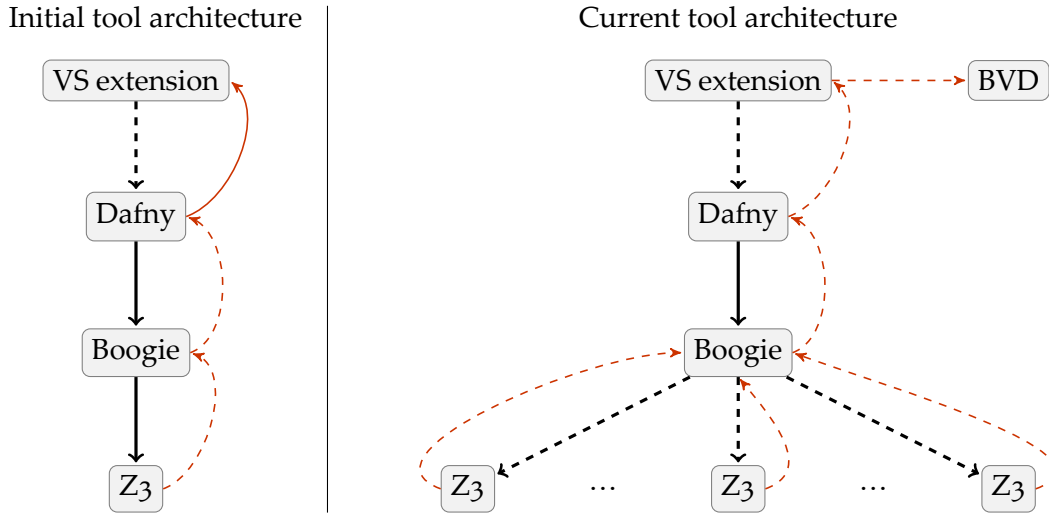 Initial tool architecture
VS extension
Dafny
Boogie
Z3
Current tool architecture
VS extension
BVD
Dafny
Boogie
Z3
...
Z3
...
Z3